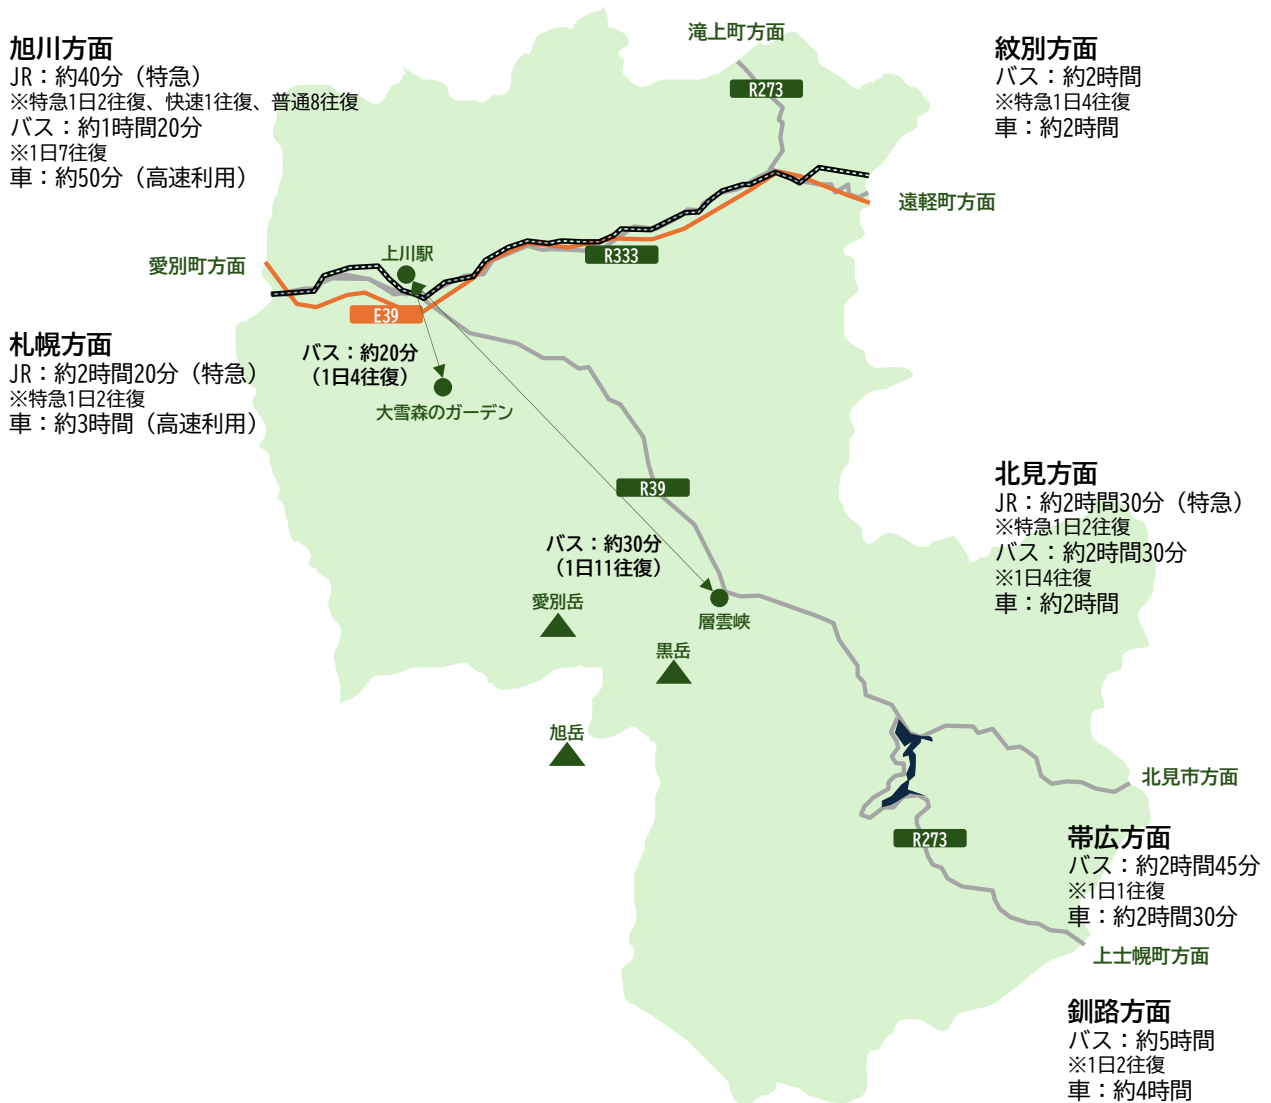 旭川方面
JR：約40分（特急）
※特急1日2往復、快速1往復、普通8往復
バス：約1時間20分
※1日7往復
車：約50分（高速利用）
滝上町方面
R273
紋別方面
バス：約2時間
※特急1日4往復
車：約2時間
遠軽町方面
R333
上川駅
愛別町方面
E39
札幌方面
JR：約2時間20分（特急）
※特急1日2往復
車：約3時間（高速利用）
バス：約20分
（1日4往復）
大雪森のガーデン
R39
北見方面
JR：約2時間30分（特急）
※特急1日2往復
バス：約2時間30分
※1日4往復
車：約2時間
バス：約30分
（1日11往復）
愛別岳
層雲峡
黒岳
旭岳
北見市方面
R273
帯広方面
バス：約2時間45分
※1日1往復
車：約2時間30分
上士幌町方面
釧路方面
バス：約5時間
※1日2往復
車：約4時間